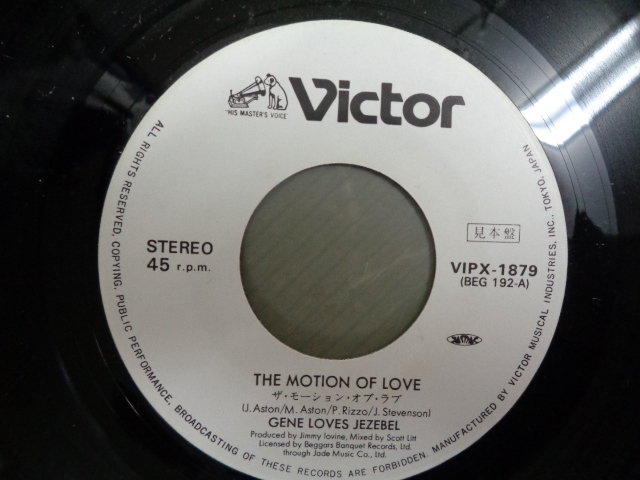 "HIS MASTER'S VOICE"
Victor
STEREO
45 r.p.m.
見本盤
VIPX-1879
(BEG 192-A)
THE MOTION OF LOVE
ザ・モーション・オブ・ラブ
(J. Aston/M. Aston/P. Rizzo/J. Stevenson)
GENE LOVES JEZEBEL
Produced by Jimmy Iovine, Mixed by Scott Litt
Licensed by Beggars Banquet Records, Ltd.
through Jade Music Co., Ltd.
ALL RIGHTS RESERVED. COPYING, PUBLIC PERFORMANCE, BROADCASTING OF THESE RECORDS ARE FORBIDDEN. MANUFACTURED BY VICTOR MUSICAL INDUSTRIES, INC., TOKYO, JAPAN